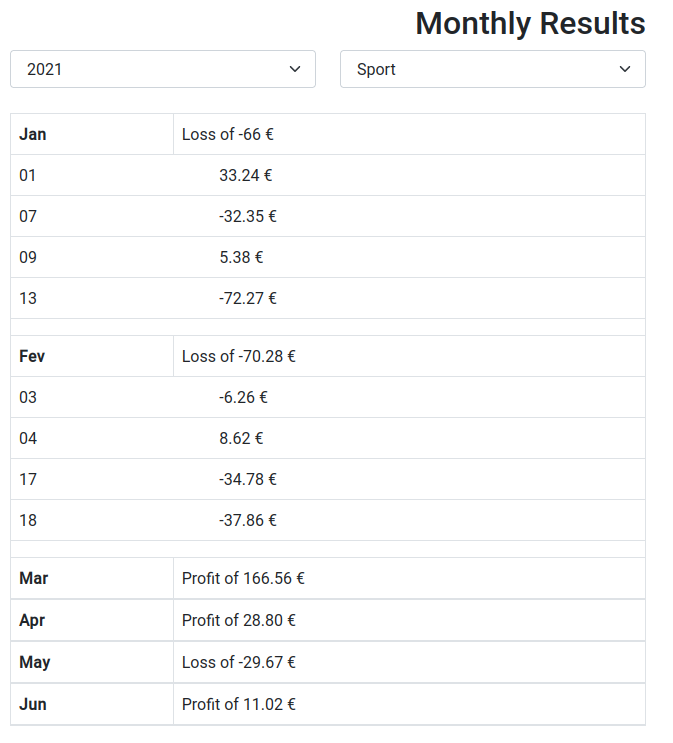 Monthly Results
2021 Sport
Jan Loss of -66 €
01 33.24 €
07 -32.35 €
09 5.38 €
13 -72.27 €
Fev Loss of -70.28 €
03 -6.26 €
04 8.62 €
17 -34.78 €
18 -37.86 €
Mar Profit of 166.56 €
Apr Profit of 28.80 €
May Loss of -29.67 €
Jun Profit of 11.02 €